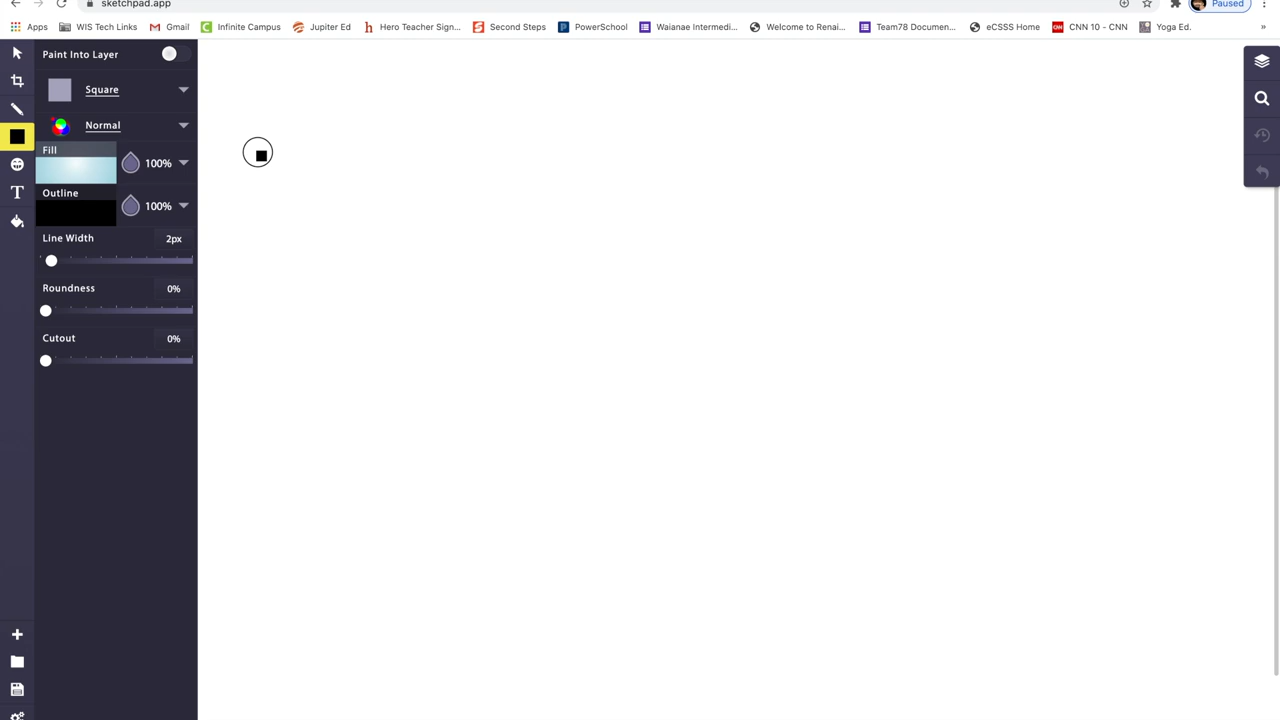 sketchpad.app
Paused
Apps WIS Tech Links Gmail Infinite Campus Jupiter Ed Hero Teacher Sign... Second Steps PowerSchool Waianae Intermedi... Welcome to Renai... Team78 Documen... eCSSS Home CNN 10 - CNN Yoga Ed. »
Paint Into Layer
Square
Normal
Fill
100%
Outline
100%
Line Width 2px
Roundness 0%
Cutout 0%